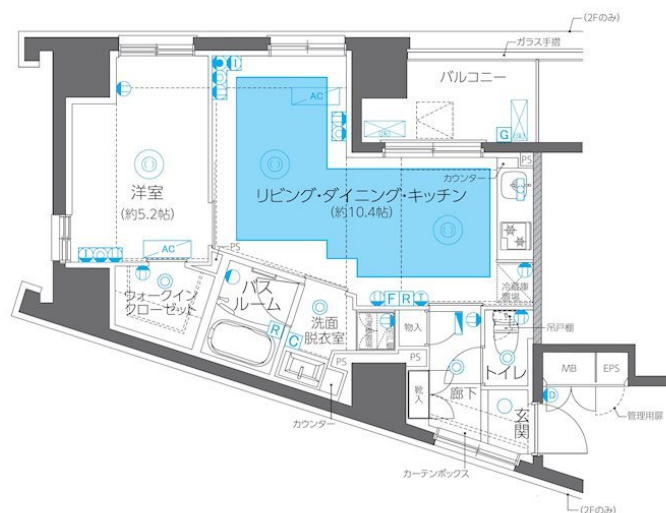 (2Fのみ)
ガラス手摺
バルコニー
AC
G
PS
カウンター
洋室
(約5.2帖)
リビング・ダイニング・キッチン
(約10.4帖)
AC
PS
冷蔵庫
置場
ウォークイン
クローゼット
バス
ルーム
洗面
脱衣室
R
C
F R
物入
吊戸棚
トイレ
PS
PS
MB
EPS
靴入
廊下
玄関
D
管理用扉
カウンター
カーテンボックス
(2Fのみ)